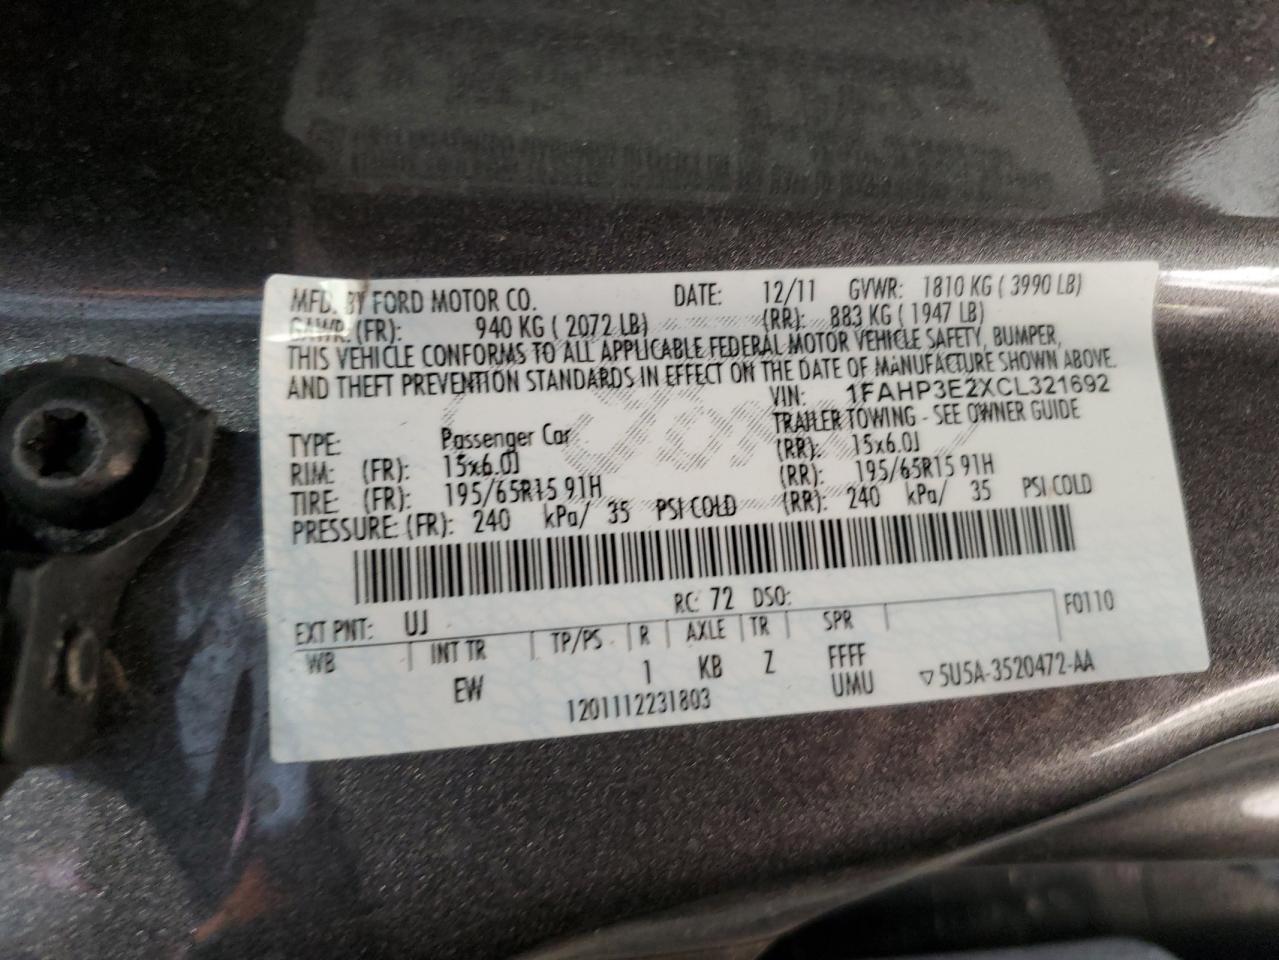 MFD. BY FORD MOTOR CO. DATE: 12/11 GVWR: 1810 KG ( 3990 LB)
GAWR: (FR): 940 KG ( 2072 LB) (RR): 883 KG ( 1947 LB)
THIS VEHICLE CONFORMS TO ALL APPLICABLE FEDERAL MOTOR VEHICLE SAFETY, BUMPER,
AND THEFT PREVENTION STANDARDS IN EFFECT ON THE DATE OF MANUFACTURE SHOWN ABOVE.
VIN: 1FAHP3E2XCL321692
TYPE: Passenger Car TRAILER TOWING - SEE OWNER GUIDE
RIM: (FR): 15x6.0J (RR): 15x6.0J
TIRE: (FR): 195/65R15 91H (RR): 195/65R15 91H
PRESSURE: (FR): 240 kPa/ 35 PSI COLD (RR): 240 kPa/ 35 PSI COLD
RC: 72 DSO:
EXT PNT: UJ F0110
WB INT TR TP/PS R AXLE TR SPR
EW 1 KB Z FFFF
UMU ▽5U5A-3520472-AA
1201112231803